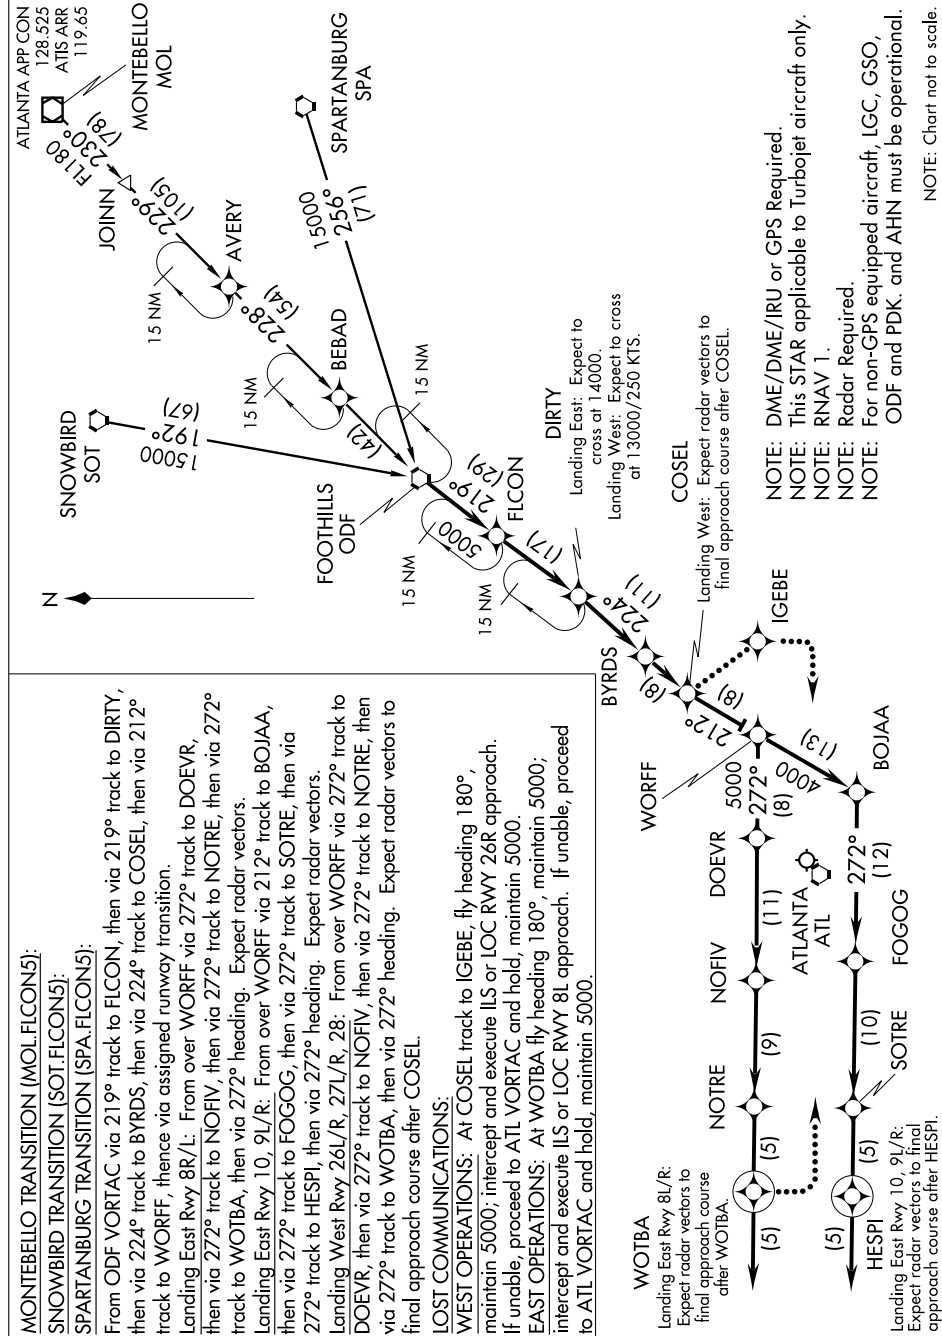 ATLANTA APP CON
128.525
ATIS ARR
119.65
MONTEBELLO
MOL
FL180
230°
(78)
JOINN
229°
(105)
15 NM
AVERY
228°
(54)
15 NM
BEBAD
(42)
SPARTANBURG
SPA
15000
256°
(71)
15 NM
SNOWBIRD
SOT
15000
192°
(67)
FOOTHILLS
ODF
N
15 NM
5000
219°
(29)
FLCON
15 NM
(17)
DIRTY
Landing East: Expect to
cross at 14000.
Landing West: Expect to cross
at 13000/250 KTS.
224°
(11)
BYRDS
(8)
COSEL
Landing West: Expect radar vectors to
final approach course after COSEL.
212°
(8)
IGEBE
WORFF
5000
272°
(8)
4000
(13)
BOJAA
DOEVR
(11)
ATLANTA
ATL
272°
(12)
NOFIV
FOGOG
(9)
(10)
NOTRE
SOTRE
(5)
(5)
WOTBA
Landing East Rwy 8L/R:
Expect radar vectors to
final approach course
after WOTBA.
(5)
(5)
HESPI
Landing East Rwy 10, 9L/R:
Expect radar vectors to final
approach course after HESPI.
NOTE: DME/DME/IRU or GPS Required.
NOTE: This STAR applicable to Turbojet aircraft only.
NOTE: RNAV 1.
NOTE: Radar Required.
NOTE: For non-GPS equipped aircraft, LGC, GSO,
ODF and PDK. and AHN must be operational.
NOTE: Chart not to scale.
MONTEBELLO TRANSITION (MOL.FLCON5):
SNOWBIRD TRANSITION (SOT.FLCON5):
SPARTANBURG TRANSITION (SPA.FLCON5):
From ODF VORTAC via 219° track to FLCON, then via 219° track to DIRTY,
then via 224° track to BYRDS, then via 224° track to COSEL, then via 212°
track to WORFF, thence via assigned runway transition.
Landing East Rwy 8R/L: From over WORFF via 272° track to DOEVR,
then via 272° track to NOFIV, then via 272° track to NOTRE, then via 272°
track to WOTBA, then via 272° heading. Expect radar vectors.
Landing East Rwy 10, 9L/R: From over WORFF via 212° track to BOJAA,
then via 272° track to FOGOG, then via 272° track to SOTRE, then via
272° track to HESPI, then via 272° heading. Expect radar vectors.
Landing West Rwy 26L/R, 27L/R, 28: From over WORFF via 272° track to
DOEVR, then via 272° track to NOFIV, then via 272° track to NOTRE, then
via 272° track to WOTBA, then via 272° heading. Expect radar vectors to
final approach course after COSEL.
LOST COMMUNICATIONS:
WEST OPERATIONS: At COSEL track to IGEBE, fly heading 180°,
maintain 5000; intercept and execute ILS or LOC RWY 26R approach.
If unable, proceed to ATL VORTAC and hold, maintain 5000.
EAST OPERATIONS: At WOTBA fly heading 180°, maintain 5000;
intercept and execute ILS or LOC RWY 8L approach. If unable, proceed
to ATL VORTAC and hold, maintain 5000.